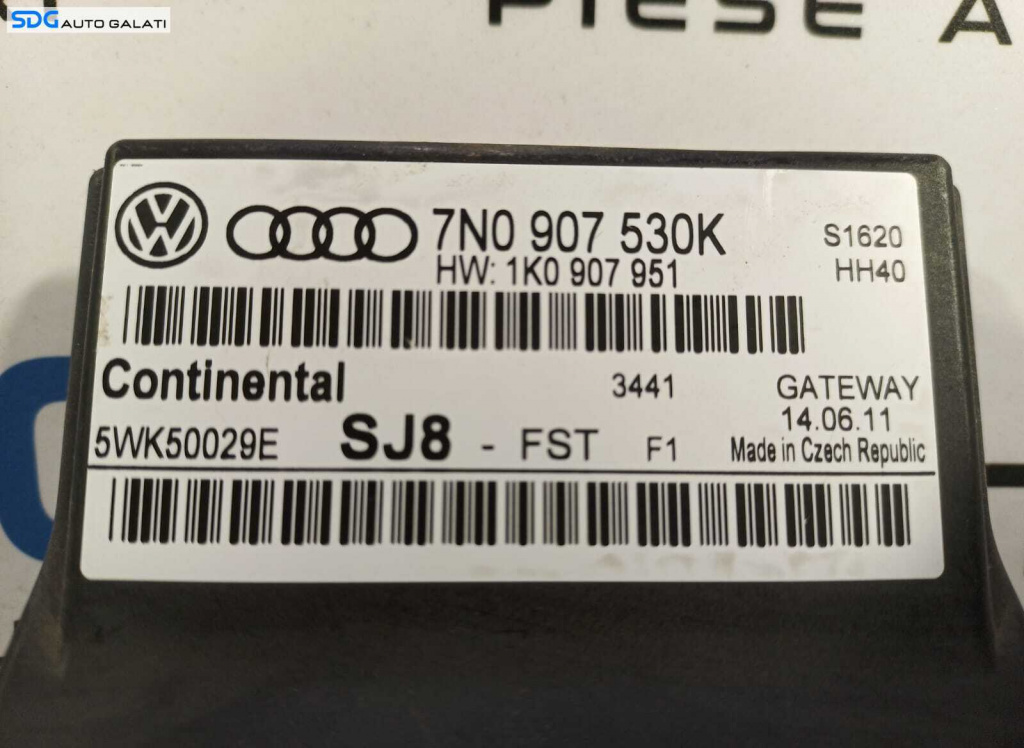 SDG AUTO GALATI
PIESE A
7N0 907 530K
S1620
HW: 1K0 907 951
HH40
Continental
3441
GATEWAY
14.06.11
5WK50029E
SJ8 - FST F1
Made in Czech Republic